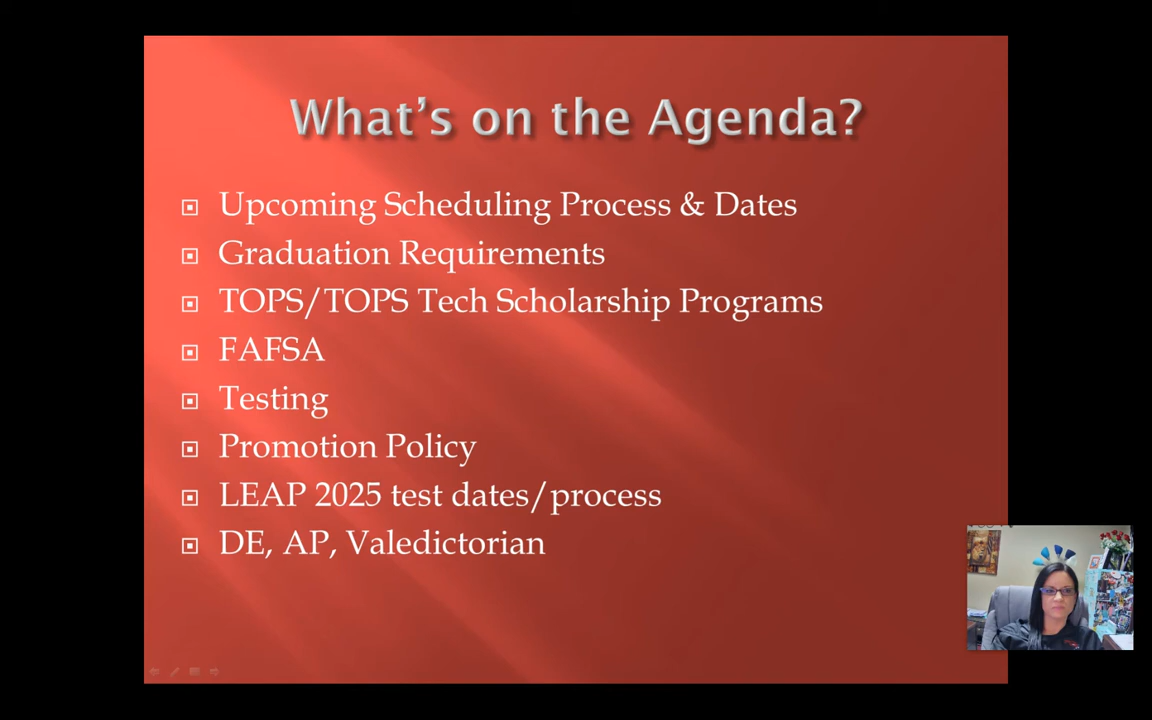 What's on the Agenda?
Upcoming Scheduling Process & Dates
Graduation Requirements
TOPS/TOPS Tech Scholarship Programs
FAFSA
Testing
Promotion Policy
LEAP 2025 test dates/process
DE, AP, Valedictorian